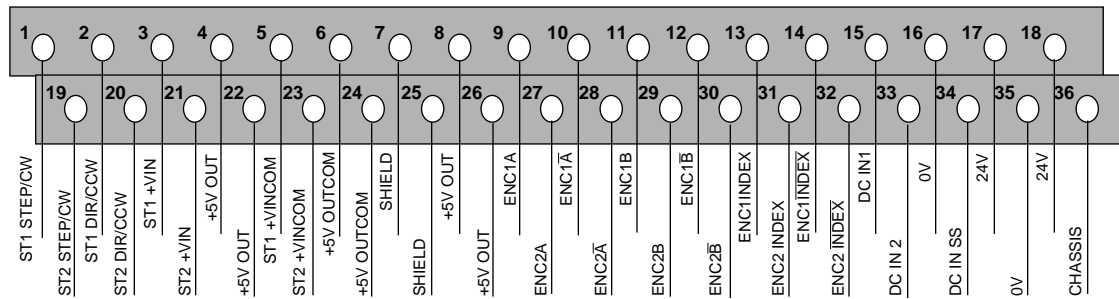 1 2 3 4 5 6 7 8 9 10 11 12 13 14 15 16 17 18
19 20 21 22 23 24 25 26 27 28 29 30 31 32 33 34 35 36
ST1 STEP/CW
ST2 STEP/CW
ST1 DIR/CCW
ST2 DIR/CCW
ST1 +VIN
ST2 +VIN
+5V OUT
+5V OUT
ST1 +VINCOM
ST2 +VINCOM
+5V OUTCOM
+5V OUTCOM
SHIELD
SHIELD
+5V OUT
+5V OUT
ENC1A
ENC2A
ENC1A̅
ENC2A̅
ENC1B
ENC2B
ENC1B̅
ENC2B̅
ENC1INDEX
ENC2 INDEX
ENC1I̅N̅D̅E̅X̅
ENC2 I̅N̅D̅E̅X̅
DC IN1
DC IN 2
0V
DC IN SS
24V
0V
24V
CHASSIS